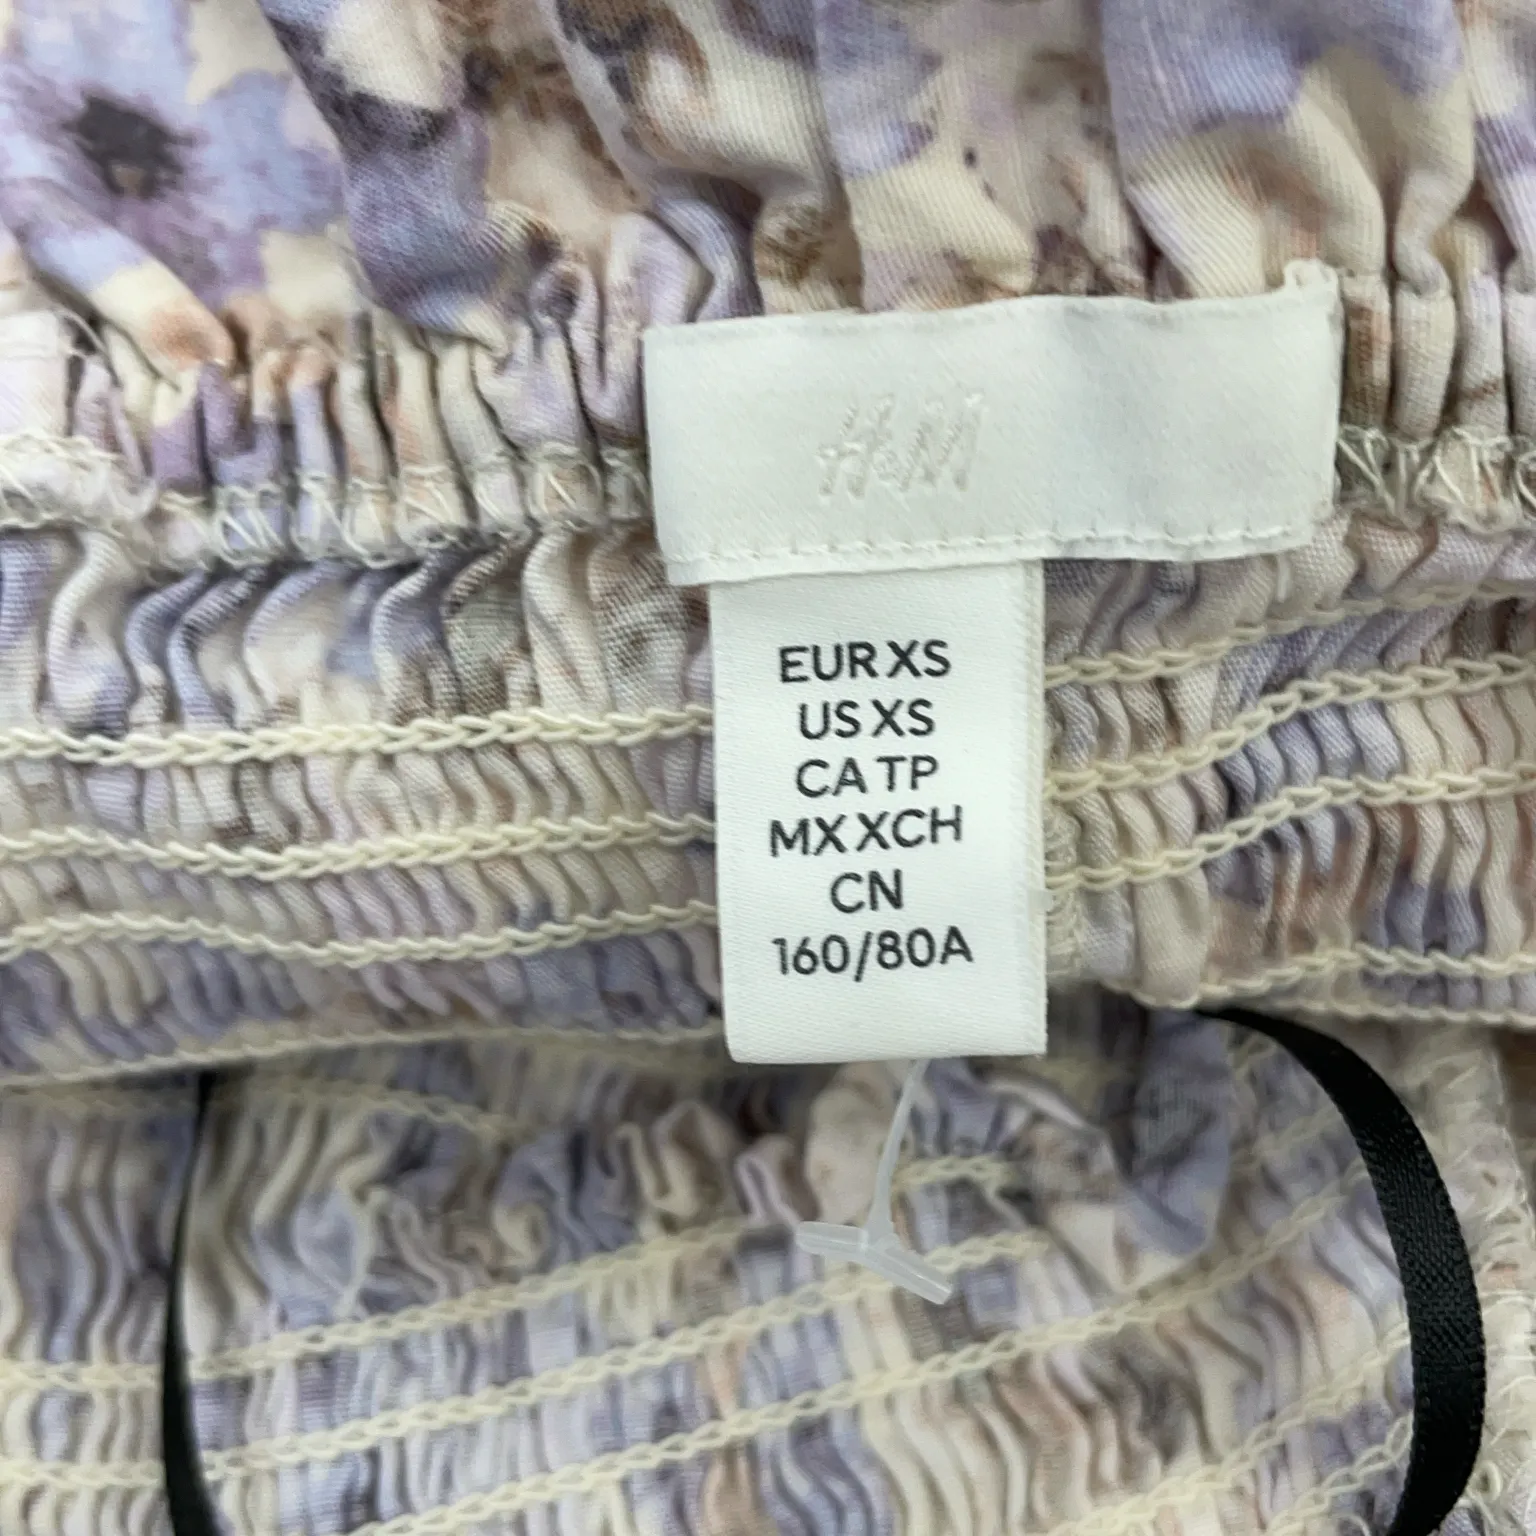 H&M
EUR XS
US XS
CA TP
MX XCH
CN
160/80A